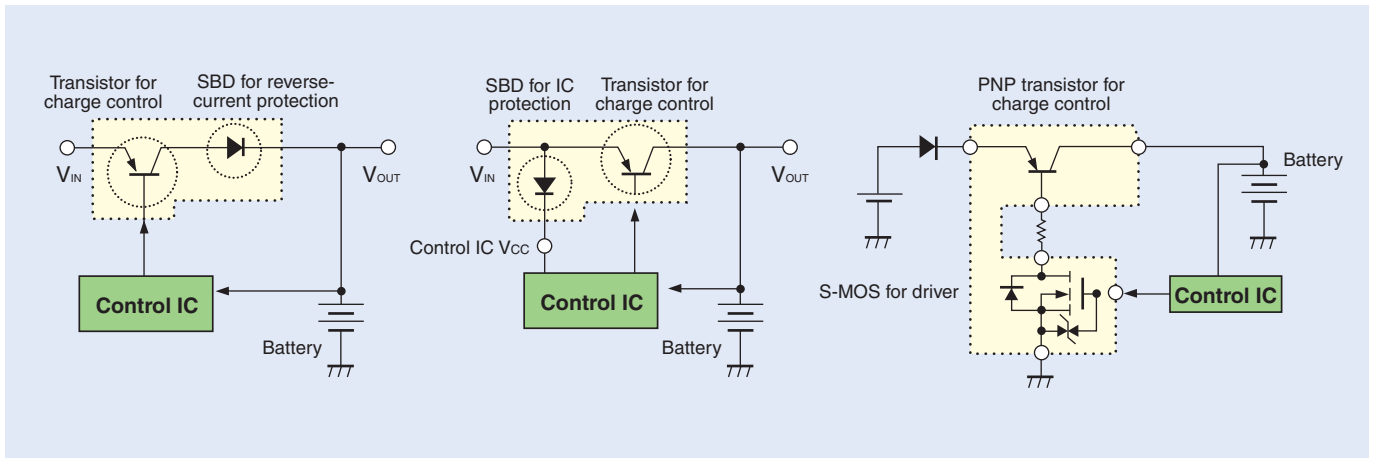 Transistor for
charge control
SBD for reverse-
current protection
VIN
VOUT
Control IC
Battery
SBD for IC
protection
Transistor for
charge control
VIN
VOUT
Control IC VCC
Control IC
Battery
PNP transistor for
charge control
Battery
S-MOS for driver
Control IC